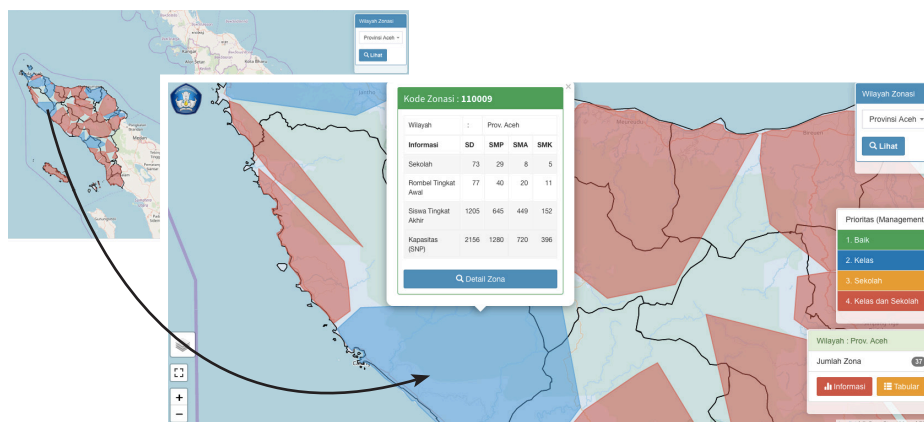 Wilayah Zonasi
Provinsi Aceh
Lihat
Kode Zonasi : 110009
Wilayah : Prov. Aceh
Informasi SD SMP SMA SMK
Sekolah 73 29 8 5
Rombel Tingkat Awal 77 40 20 11
Siswa Tingkat Akhir 1205 645 449 152
Kapasitas (SNP) 2156 1280 720 396
Detail Zona
Wilayah Zonasi
Provinsi Aceh
Lihat
Prioritas (Management
1. Baik
2. Kelas
3. Sekolah
4. Kelas dan Sekolah
Wilayah : Prov. Aceh
Jumlah Zona 37
Informasi Tabular
+
−